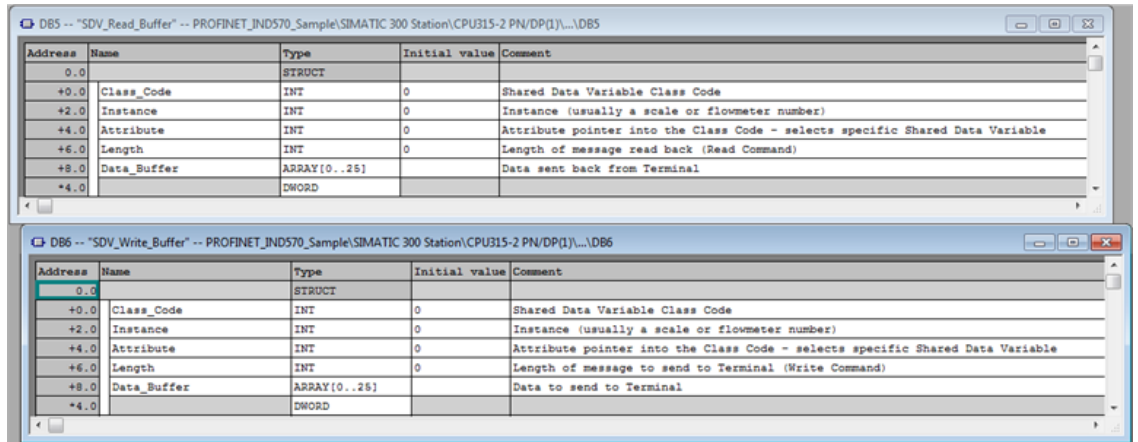 DB5 -- "SDV_Read_Buffer" -- PROFINET_IND570_Sample\SIMATIC 300 Station\CPU315-2 PN/DP(1)\...\DB5
Address Name Type Initial value Comment
0.0 STRUCT
+0.0 Class_Code INT 0 Shared Data Variable Class Code
+2.0 Instance INT 0 Instance (usually a scale or flowmeter number)
+4.0 Attribute INT 0 Attribute pointer into the Class Code - selects specific Shared Data Variable
+6.0 Length INT 0 Length of message read back (Read Command)
+8.0 Data_Buffer ARRAY[0..25] Data sent back from Terminal
*4.0 DWORD
DB6 -- "SDV_Write_Buffer" -- PROFINET_IND570_Sample\SIMATIC 300 Station\CPU315-2 PN/DP(1)\...\DB6
Address Name Type Initial value Comment
0.0 STRUCT
+0.0 Class_Code INT 0 Shared Data Variable Class Code
+2.0 Instance INT 0 Instance (usually a scale or flowmeter number)
+4.0 Attribute INT 0 Attribute pointer into the Class Code - selects specific Shared Data Variable
+6.0 Length INT 0 Length of message to send to Terminal (Write Command)
+8.0 Data_Buffer ARRAY[0..25] Data to send to Terminal
*4.0 DWORD